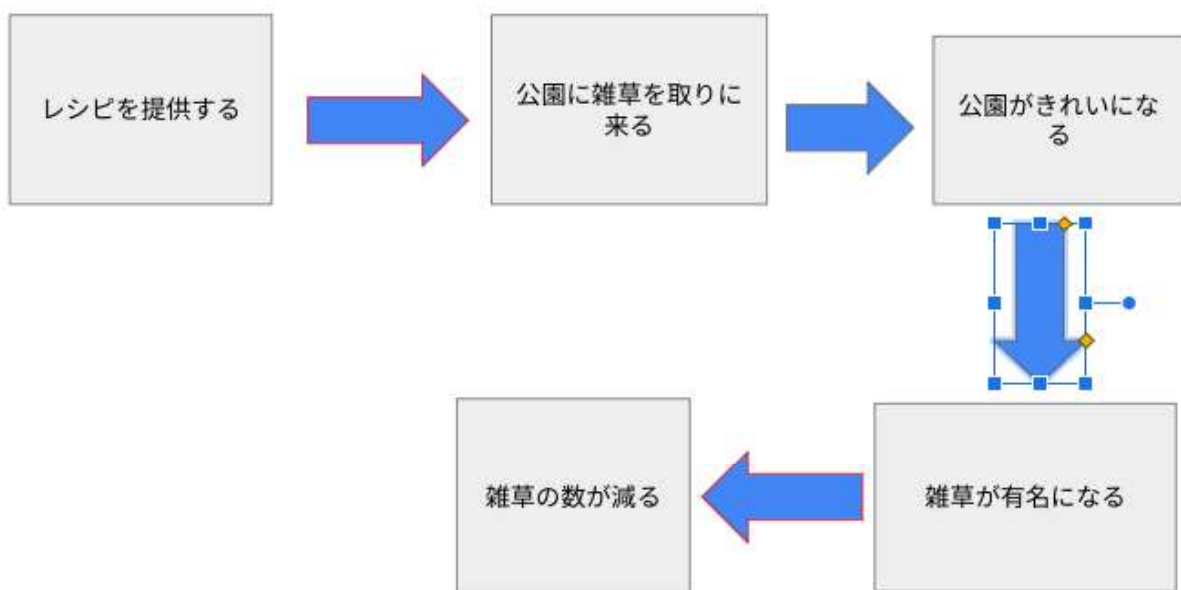 レシピを提供する
公園に雑草を取りに
来る
公園がきれいにな
る
雑草が有名になる
雑草の数が減る